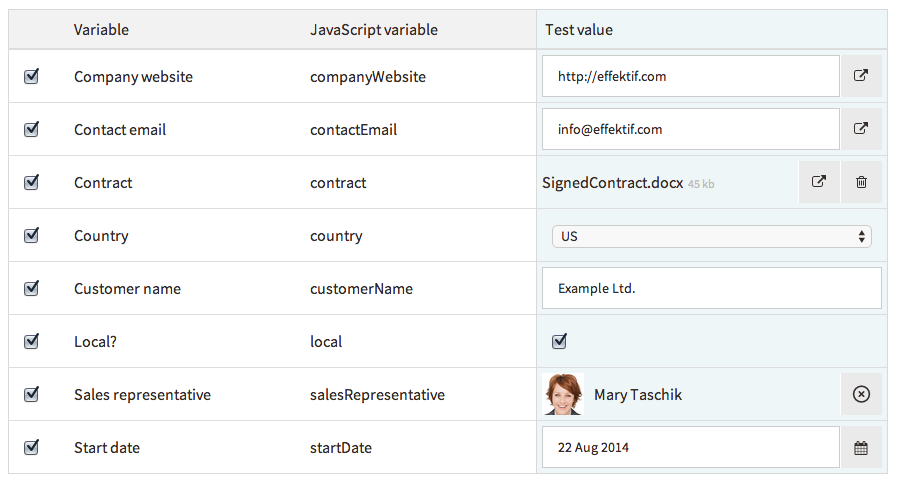 Variable JavaScript variable Test value
Company website companyWebsite http://effektif.com
Contact email contactEmail info@effektif.com
Contract contract SignedContract.docx 45 kb
Country country US
Customer name customerName Example Ltd.
Local? local
Sales representative salesRepresentative Mary Taschik
Start date startDate 22 Aug 2014